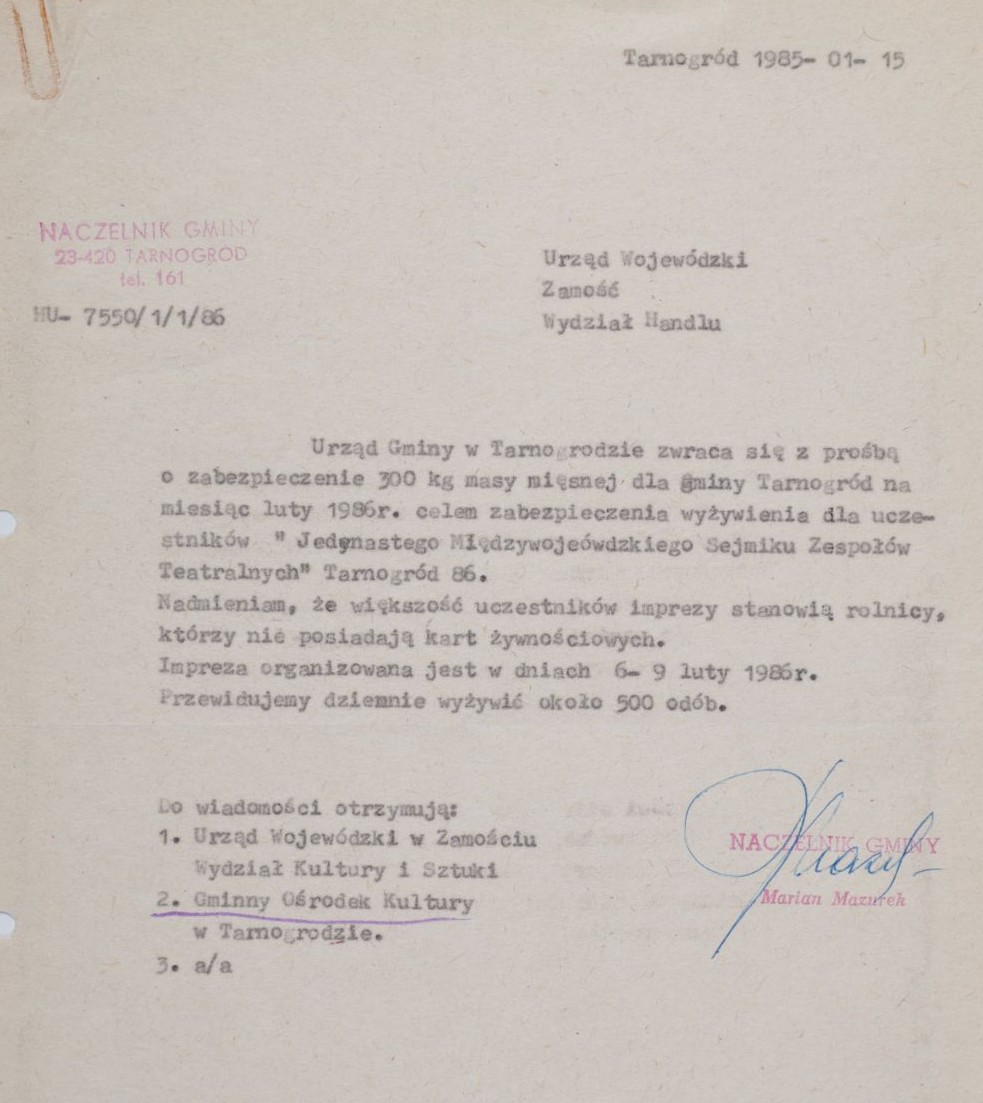 Tarnogród 1985- 01- 15
NACZELNIK GMINY
23-420 TARNOGROD
tel. 161
HU- 7550/1/1/86
Urząd Wojewódzki
Zamość
Wydział Handlu
Urząd Gminy w Tarnogrodzie zwraca się z prośbą
o zabezpieczenie 300 kg masy mięsnej dla gminy Tarnogród na
miesiąc luty 1986r. celem zabezpieczenia wyżywienia dla ucze-
stników " Jedynastego Międzywojeówdzkiego Sejmiku Zespołów
Teatralnych" Tarnogród 86.
Nadmieniam, że większość uczestników imprezy stanowią rolnicy,
którzy nie posiadają kart żywnościowych.
Impreza organizowana jest w dniach 6- 9 luty 1986r.
Przewidujemy dziemnie wyżywić około 500 odób.
Do wiadomości otrzymują:
1. Urząd Wojewódzki w Zamościu
Wydział Kultury i Sztuki
2. Gminny Ośrodek Kultury
w Tarnogrodzie.
3. a/a
NACZELNIK GMINY
Marian Mazurek